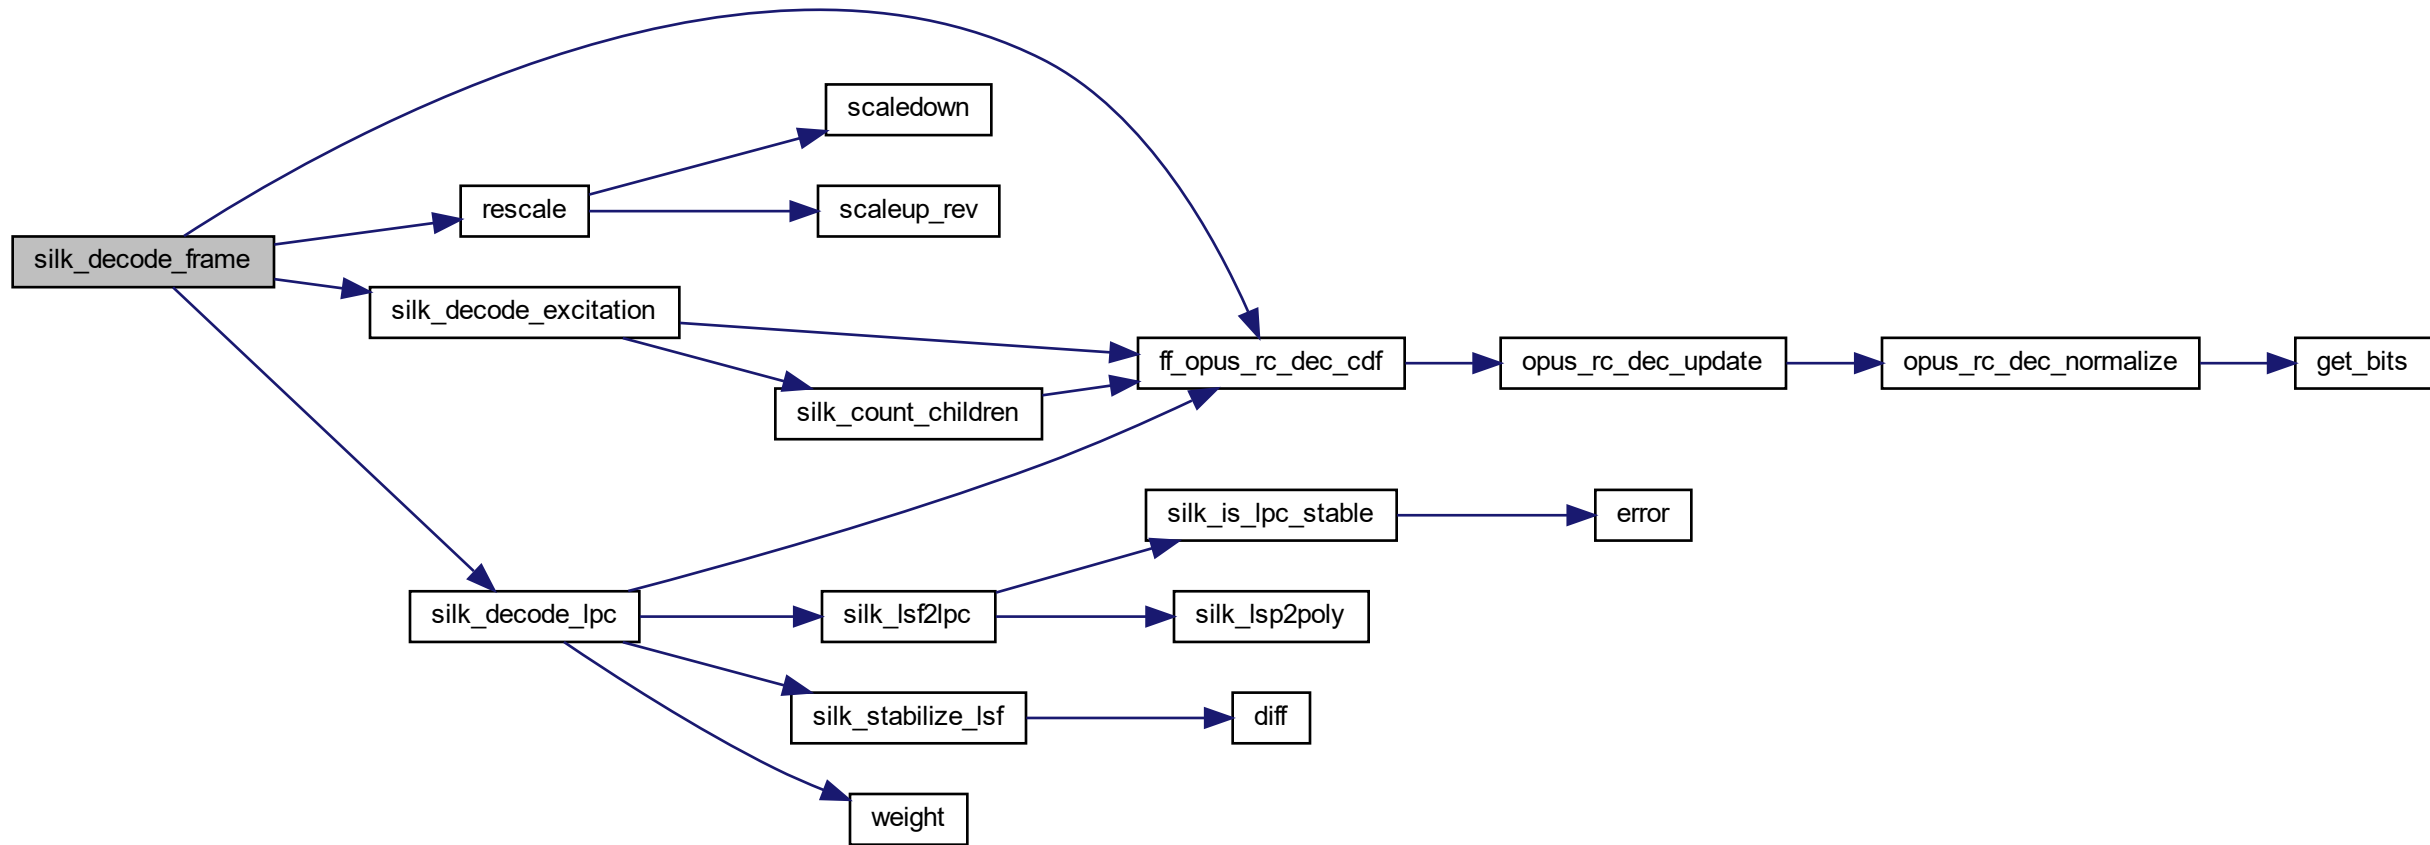 scaledown
rescale
scaleup_rev
silk_decode_frame
silk_decode_excitation
ff_opus_rc_dec_cdf
opus_rc_dec_update
opus_rc_dec_normalize
get_bits
silk_count_children
silk_is_lpc_stable
error
silk_decode_lpc
silk_lsf2lpc
silk_lsp2poly
silk_stabilize_lsf
diff
weight